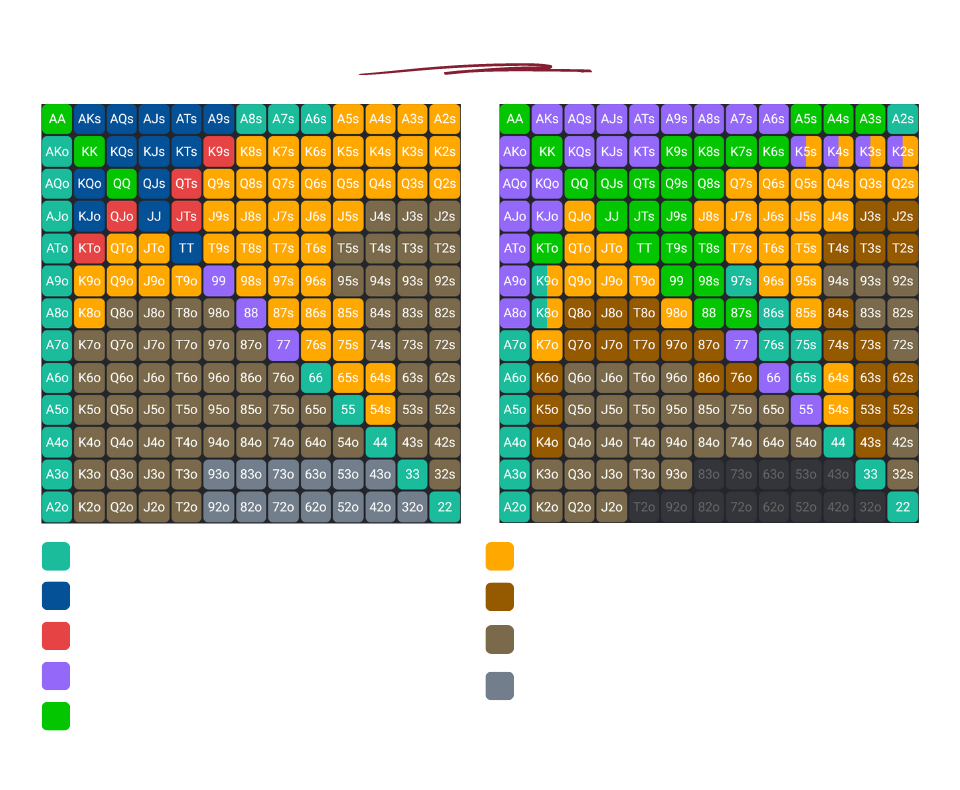 AA AKs AQs AJs ATs A9s A8s A7s A6s A5s A4s A3s A2s
AKo KK KQs KJs KTs K9s K8s K7s K6s K5s K4s K3s K2s
AQo KQo QQ QJs QTs Q9s Q8s Q7s Q6s Q5s Q4s Q3s Q2s
AJo KJo QJo JJ JTs J9s J8s J7s J6s J5s J4s J3s J2s
ATo KTo QTo JTo TT T9s T8s T7s T6s T5s T4s T3s T2s
A9o K9o Q9o J9o T9o 99 98s 97s 96s 95s 94s 93s 92s
A8o K8o Q8o J8o T8o 98o 88 87s 86s 85s 84s 83s 82s
A7o K7o Q7o J7o T7o 97o 87o 77 76s 75s 74s 73s 72s
A6o K6o Q6o J6o T6o 96o 86o 76o 66 65s 64s 63s 62s
A5o K5o Q5o J5o T5o 95o 85o 75o 65o 55 54s 53s 52s
A4o K4o Q4o J4o T4o 94o 84o 74o 64o 54o 44 43s 42s
A3o K3o Q3o J3o T3o 93o 83o 73o 63o 53o 43o 33 32s
A2o K2o Q2o J2o T2o 92o 82o 72o 62o 52o 42o 32o 22
AA AKs AQs AJs ATs A9s A8s A7s A6s A5s A4s A3s A2s
AKo KK KQs KJs KTs K9s K8s K7s K6s K5s K4s K3s K2s
AQo KQo QQ QJs QTs Q9s Q8s Q7s Q6s Q5s Q4s Q3s Q2s
AJo KJo QJo JJ JTs J9s J8s J7s J6s J5s J4s J3s J2s
ATo KTo QTo JTo TT T9s T8s T7s T6s T5s T4s T3s T2s
A9o K9o Q9o J9o T9o 99 98s 97s 96s 95s 94s 93s 92s
A8o K8o Q8o J8o T8o 98o 88 87s 86s 85s 84s 83s 82s
A7o K7o Q7o J7o T7o 97o 87o 77 76s 75s 74s 73s 72s
A6o K6o Q6o J6o T6o 96o 86o 76o 66 65s 64s 63s 62s
A5o K5o Q5o J5o T5o 95o 85o 75o 65o 55 54s 53s 52s
A4o K4o Q4o J4o T4o 94o 84o 74o 64o 54o 44 43s 42s
A3o K3o Q3o J3o T3o 93o 83o 73o 63o 53o 43o 33 32s
A2o K2o Q2o J2o T2o 92o 82o 72o 62o 52o 42o 32o 22